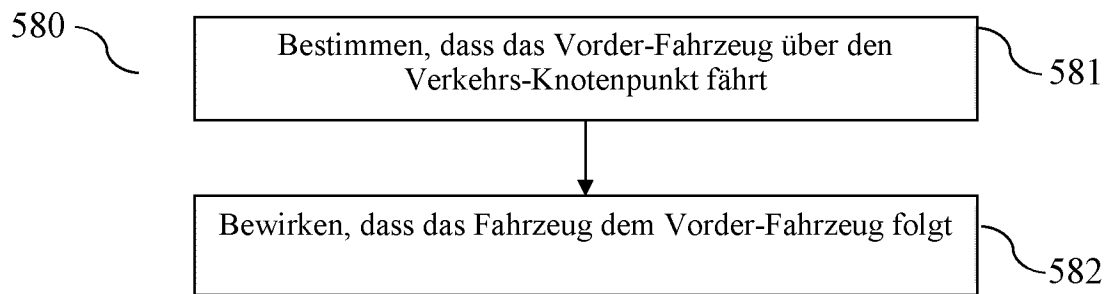 580
Bestimmen, dass das Vorder-Fahrzeug über den
Verkehrs-Knotenpunkt fährt
581
Bewirken, dass das Fahrzeug dem Vorder-Fahrzeug folgt
582